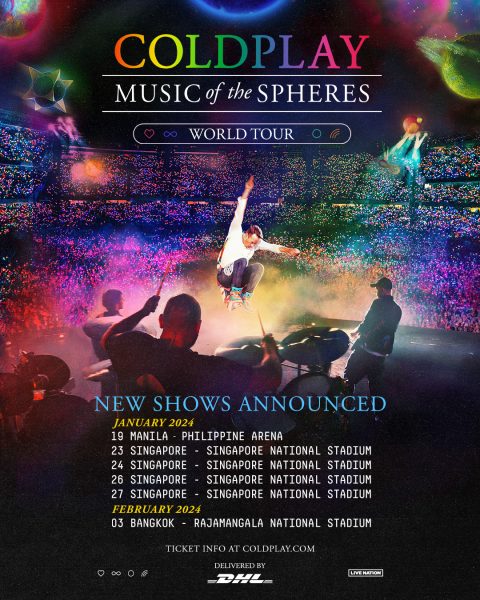 COLDPLAY
MUSIC of the SPHERES
WORLD TOUR
NEW SHOWS ANNOUNCED
JANUARY 2024
19 MANILA - PHILIPPINE ARENA
23 SINGAPORE - SINGAPORE NATIONAL STADIUM
24 SINGAPORE - SINGAPORE NATIONAL STADIUM
26 SINGAPORE - SINGAPORE NATIONAL STADIUM
27 SINGAPORE - SINGAPORE NATIONAL STADIUM
FEBRUARY 2024
03 BANGKOK - RAJAMANGALA NATIONAL STADIUM
TICKET INFO AT COLDPLAY.COM
DELIVERED BY
DHL
LIVE NATION